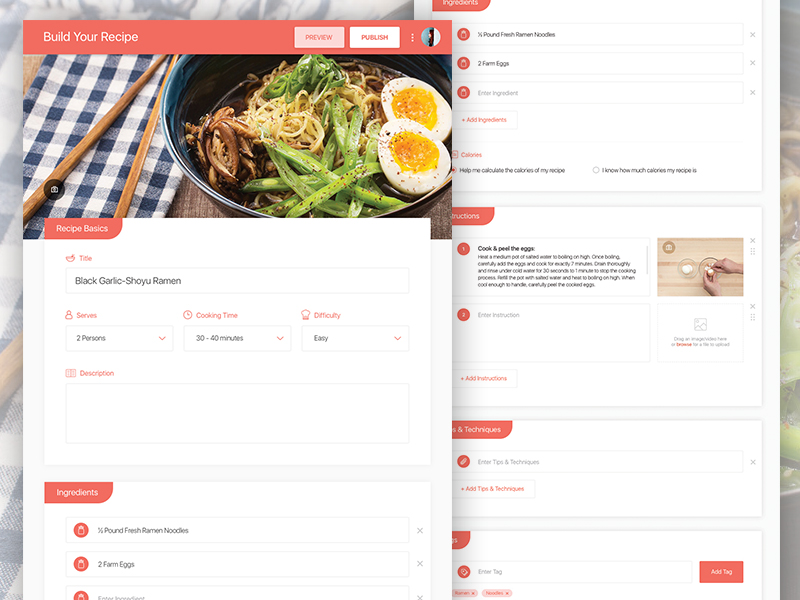 Build Your Recipe
PREVIEW
PUBLISH
Recipe Basics
Title
Black Garlic-Shoyu Ramen
Serves
Cooking Time
Difficulty
2 Persons
30 - 40 minutes
Easy
Description
Ingredients
½ Pound Fresh Ramen Noodles
2 Farm Eggs
Enter Ingredient
Ingredients
½ Pound Fresh Ramen Noodles
2 Farm Eggs
Enter Ingredient
+ Add Ingredients
Calories
Help me calculate the calories of my recipe
I know how much calories my recipe is
tructions
1
Cook & peel the eggs:
Heat a medium pot of salted water to boiling on high. Once boiling,
carefully add the eggs and cook for exactly 7 minutes. Drain thoroughly
and rinse under cold water for 30 seconds to 1 minute to stop the cooking
process. Refill the pot with salted water and heat to boiling on high. When
cool enough to handle, carefully peel the cooked eggs.
2
Enter Instruction
Drag an image/video here
or browse for a file to upload!
+ Add Instructions
s & Techniques
Enter Tips & Techniques
+ Add Tips & Techniques
gs
Enter Tag
Add Tag
Ramen
Noodles